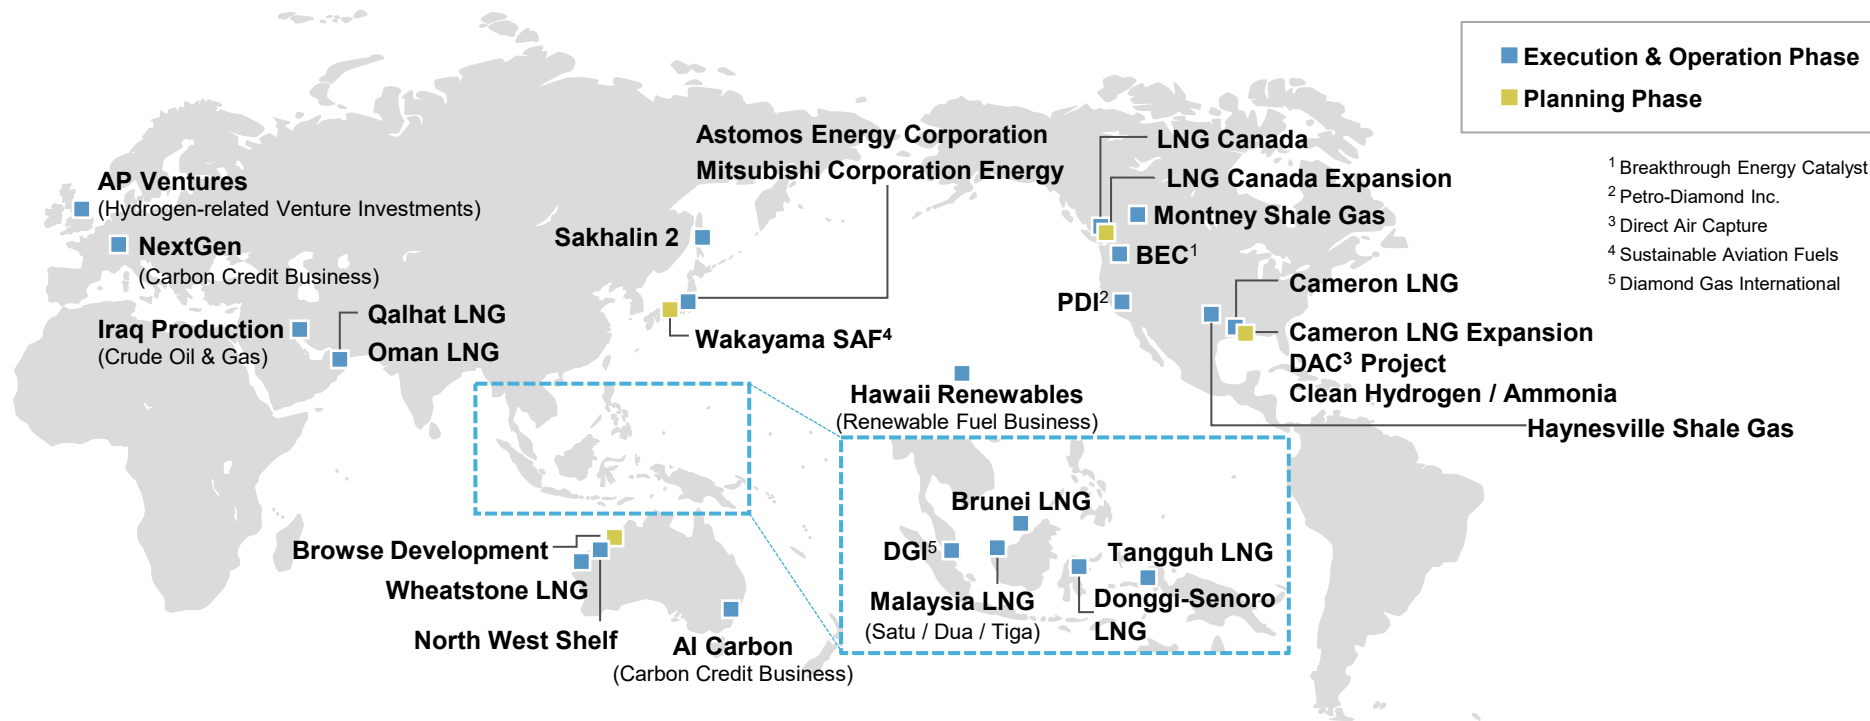 Execution & Operation Phase
Planning Phase
1 Breakthrough Energy Catalyst
2 Petro-Diamond Inc.
3 Direct Air Capture
4 Sustainable Aviation Fuels
5 Diamond Gas International
Astomos Energy Corporation
Mitsubishi Corporation Energy
AP Ventures
(Hydrogen-related Venture Investments)
NextGen
(Carbon Credit Business)
Iraq Production
(Crude Oil & Gas)
Qalhat LNG
Oman LNG
Sakhalin 2
Wakayama SAF4
LNG Canada
LNG Canada Expansion
Montney Shale Gas
BEC1
PDI2
Cameron LNG
Cameron LNG Expansion
DAC3 Project
Clean Hydrogen / Ammonia
Haynesville Shale Gas
Hawaii Renewables
(Renewable Fuel Business)
Brunei LNG
DGI5
Malaysia LNG
(Satu / Dua / Tiga)
Tangguh LNG
Donggi-Senoro
LNG
Browse Development
Wheatstone LNG
North West Shelf
AI Carbon
(Carbon Credit Business)